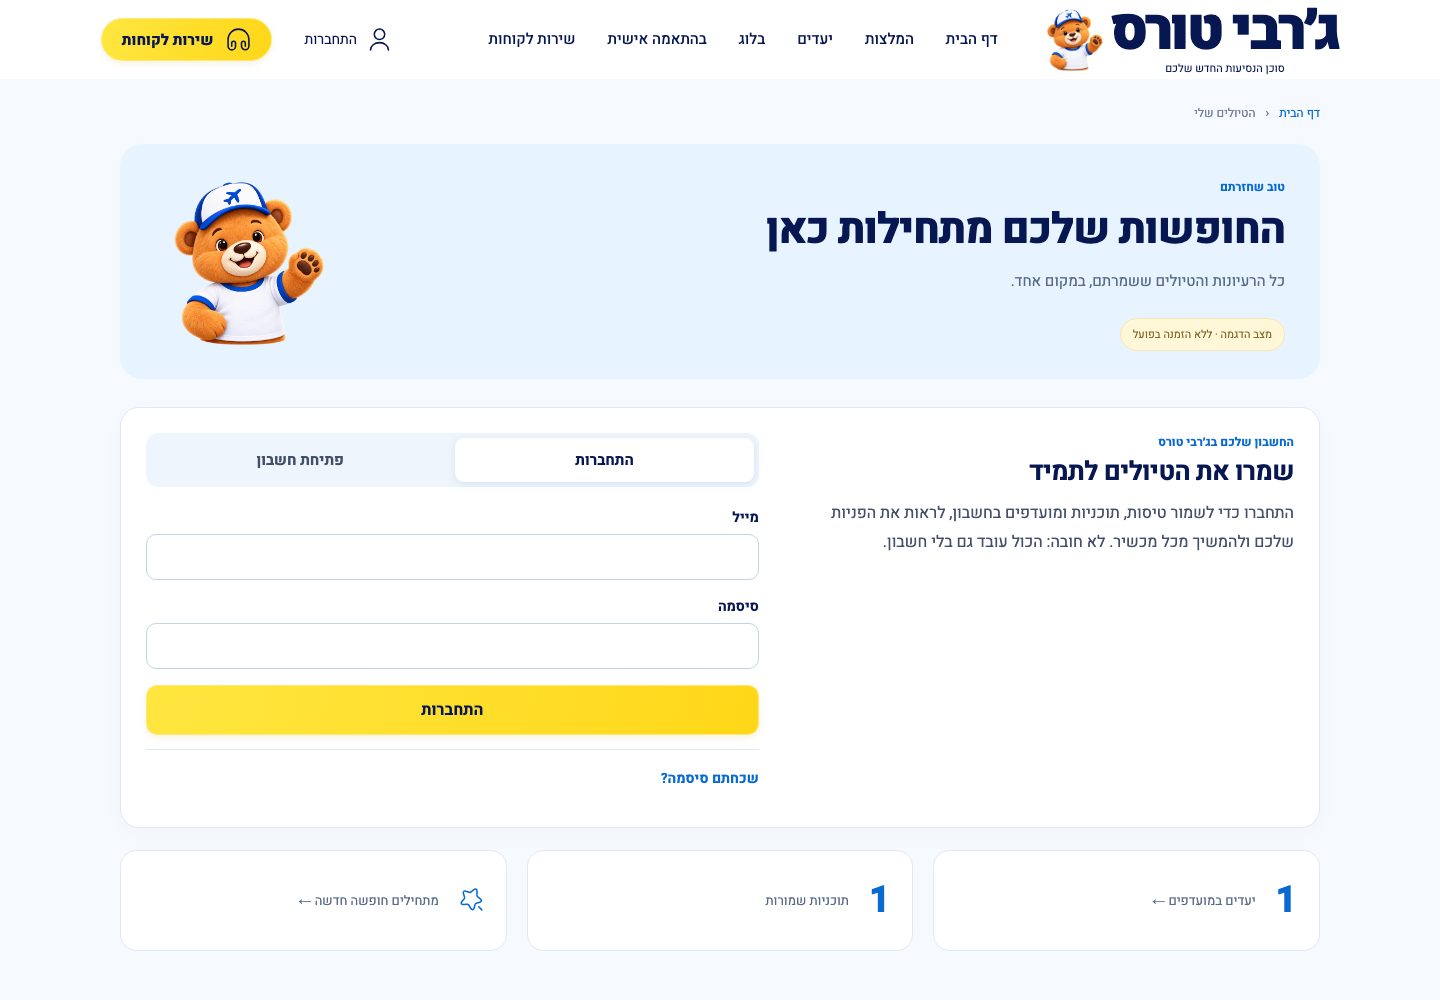 ג'רבי טורס
סוכן הנסיעות החדש שלכם
דף הבית
המלצות
יעדים
בלוג
בהתאמה אישית
שירות לקוחות
התחברות
שירות לקוחות
דף הבית ‹ הטיולים שלי
טוב שחזרתם
החופשות שלכם מתחילות כאן
כל הרעיונות והטיולים ששמרתם, במקום אחד.
מצב הדגמה · ללא הזמנה בפועל
החשבון שלכם בג'רבי טורס
שמרו את הטיולים לתמיד
התחברו כדי לשמור טיסות, תוכניות ומועדפים בחשבון, לראות את הפניות
שלכם ולהמשיך מכל מכשיר. לא חובה: הכול עובד גם בלי חשבון.
התחברות
פתיחת חשבון
מייל
סיסמה
התחברות
שכחתם סיסמה?
1 יעדים במועדפים ←
1 תוכניות שמורות
מתחילים חופשה חדשה ←